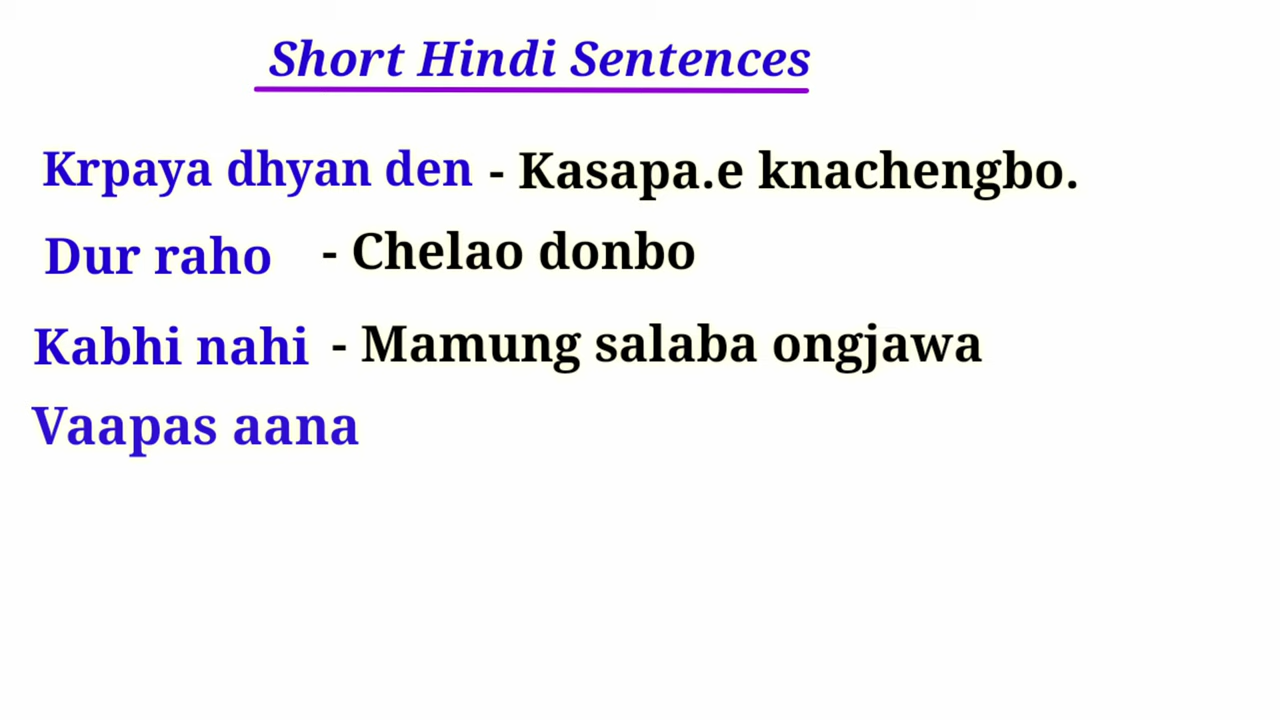 Short Hindi Sentences
Krpaya dhyan den - Kasapa.e knachengbo.
Dur raho - Chelao donbo
Kabhi nahi - Mamung salaba ongjawa
Vaapas aana